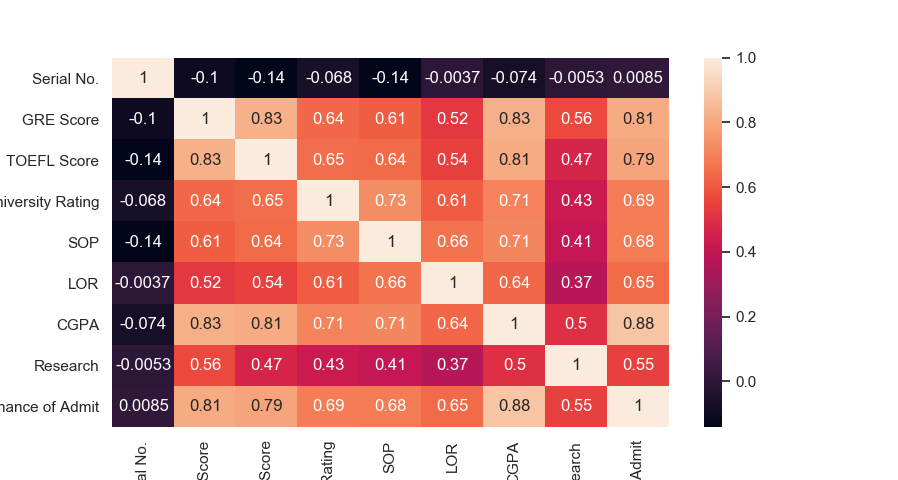 Serial No. 1 -0.1 -0.14 -0.068 -0.14 -0.0037 -0.074 -0.0053 0.0085
GRE Score -0.1 1 0.83 0.64 0.61 0.52 0.83 0.56 0.81
TOEFL Score -0.14 0.83 1 0.65 0.64 0.54 0.81 0.47 0.79
niversity Rating -0.068 0.64 0.65 1 0.73 0.61 0.71 0.43 0.69
SOP -0.14 0.61 0.64 0.73 1 0.66 0.71 0.41 0.68
LOR -0.0037 0.52 0.54 0.61 0.66 1 0.64 0.37 0.65
CGPA -0.074 0.83 0.81 0.71 0.71 0.64 1 0.5 0.88
Research -0.0053 0.56 0.47 0.43 0.41 0.37 0.5 1 0.55
hance of Admit 0.0085 0.81 0.79 0.69 0.68 0.65 0.88 0.55 1
al No.
Score
Score
Rating
SOP
LOR
CGPA
earch
Admit
1.0
0.8
0.6
0.4
0.2
0.0